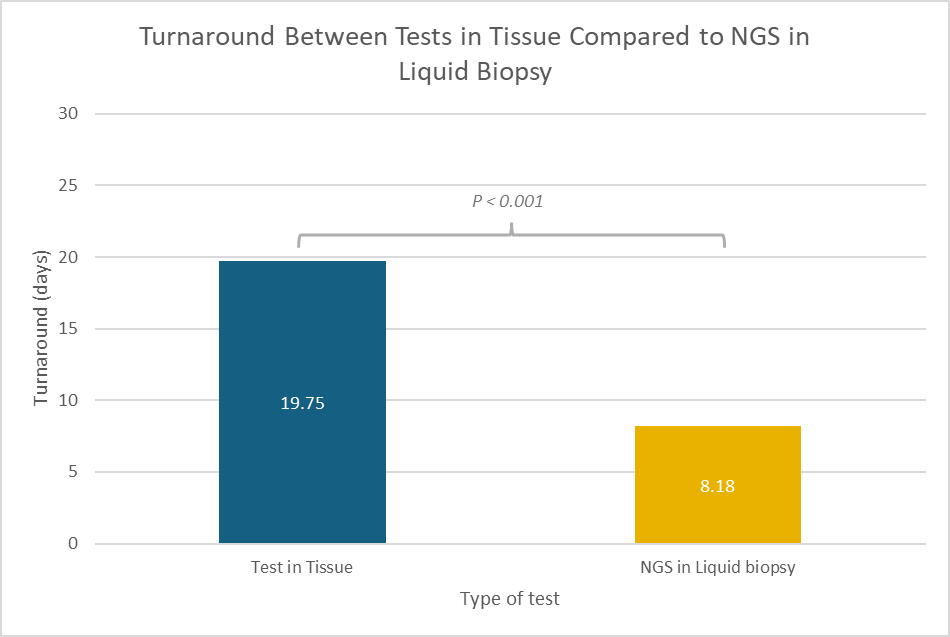 Turnaround Between Tests in Tissue Compared to NGS in
Liquid Biopsy
30
25
20
15
10
5
0
Turnaround (days)
P < 0.001
19.75
8.18
Test in Tissue
NGS in Liquid biopsy
Type of test